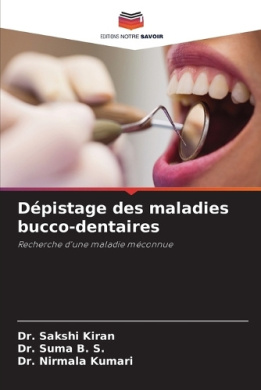 EDITIONS NOTRE SAVOIR
Dépistage des maladies
bucco-dentaires
Recherche d'une maladie méconnue
Dr. Sakshi Kiran
Dr. Suma B. S.
Dr. Nirmala Kumari